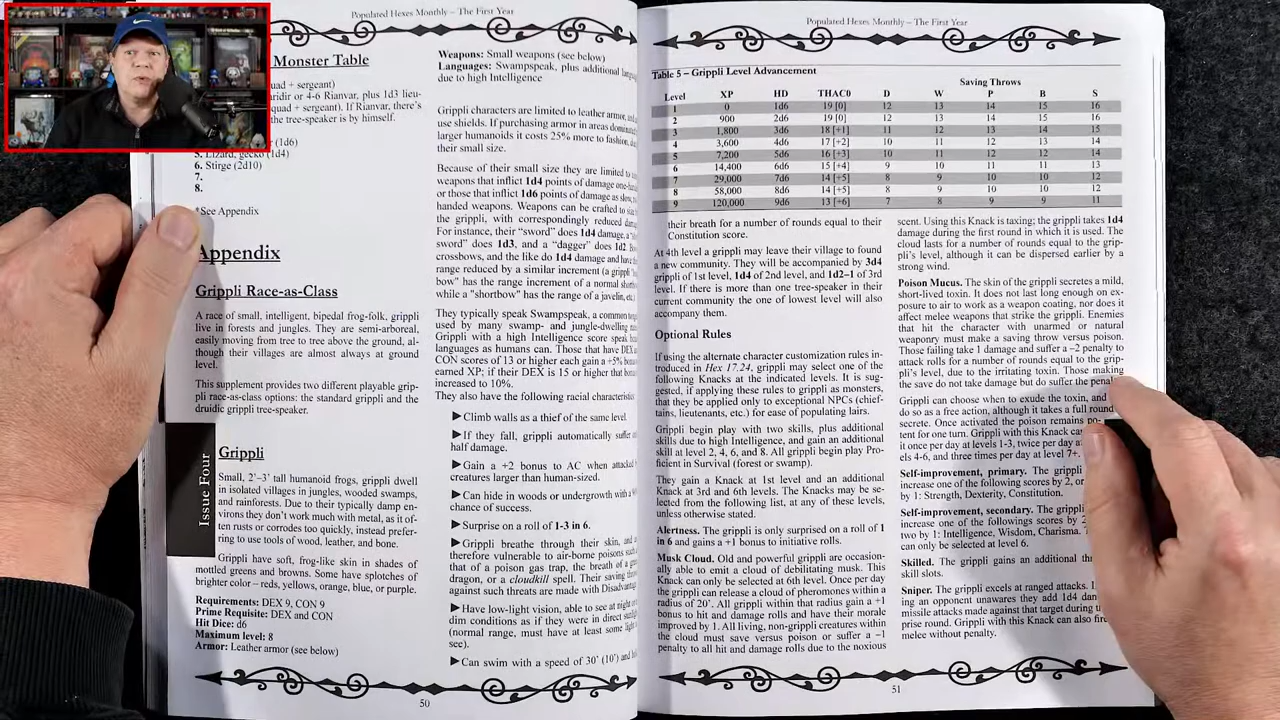 Populated Hexes Monthly – The First Year
Monster Table
quad + sergeant)
aridir or 4-6 Rianvar, plus 1d3 lieu-
quad + sergeant). If Rianvar, there's
the tree-speaker is by himself.
(1d6)
5. Lizard, gecko (1d4)
6. Stirge (2d10)
7.
8.
*See Appendix
Appendix
Grippli Race-as-Class
A race of small, intelligent, bipedal frog-folk, grippli
live in forests and jungles. They are semi-arboreal,
easily moving from tree to tree above the ground, al-
though their villages are almost always at ground
level.
This supplement provides two different playable grip-
pli race-as-class options: the standard grippli and the
druidic grippli tree-speaker.
Issue Four
Grippli
Small, 2'–3' tall humanoid frogs, grippli dwell
in isolated villages in jungles, wooded swamps,
and rainforests. Due to their typically damp en-
virons they don't work much with metal, as it of-
ten rusts or corrodes too quickly, instead prefer-
ring to use tools of wood, leather, and bone.
Grippli have soft, frog-like skin in shades of
mottled greens and browns. Some have splotches of
brighter color – reds, yellows, orange, blue, or purple.
Requirements: DEX 9, CON 9
Prime Requisite: DEX and CON
Hit Dice: d6
Maximum level: 8
Armor: Leather armor (see below)
Weapons: Small weapons (see below)
Languages: Swampspeak, plus additional
due to high Intelligence
Grippli characters are limited to leather armor,
use shields. If purchasing armor in areas
larger humanoids it costs 25% more to fashion,
their small size.
Because of their small size they are limited to
weapons that inflict 1d4 points of damage one-
or those that inflict 1d6 points of damage as slow,
handed weapons. Weapons can be crafted to
the grippli, with correspondingly reduced
For instance, their "sword" does 1d4 damage, a
sword" does 1d3, and a "dagger" does 1d2.
crossbows, and the like do 1d4 damage and have
range reduced by a similar increment (a grippli
bow" has the range increment of a normal
while a "shortbow" has the range of a javelin, etc.)
They typically speak Swampspeak, a common
used by many swamp- and jungle-dwelling
Grippli with a high Intelligence score speak
languages as humans can. Those that have DEX
CON scores of 13 or higher each gain a +5%
earned XP; if their DEX is 15 or higher that
increased to 10%.
They also have the following racial characteristics
Climb walls as a thief of the same level.
If they fall, grippli automatically suffer
half damage.
Gain a +2 bonus to AC when attacked
creatures larger than human-sized.
Can hide in woods or undergrowth with a
chance of success.
Surprise on a roll of 1-3 in 6.
Grippli breathe through their skin, and
therefore vulnerable to air-borne poisons
that of a poison gas trap, the breath of a
dragon, or a cloudkill spell. Their saving
against such threats are made with Disadvantage
Have low-light vision, able to see at night
dim conditions as if they were in direct
(normal range, must have at least some light
see).
Can swim with a speed of 30' (10') and
50
Populated Hexes Monthly – The First Year
Table 5 – Grippli Level Advancement
Saving Throws
Level XP HD THAC0 D W P B S
1 0 1d6 19 [0] 12 13 14 15 16
2 900 2d6 19 [0] 12 13 14 15 16
3 1,800 3d6 18 [+1] 11 12 13 14 15
4 3,600 4d6 17 [+2] 10 11 12 13 14
5 7,200 5d6 16 [+3] 10 11 12 12 14
6 14,400 6d6 15 [+4] 9 10 11 11 13
7 29,000 7d6 14 [+5] 8 9 10 10 12
8 58,000 8d6 14 [+5] 8 9 10 10 12
9 120,000 9d6 13 [+6] 7 8 9 9 11
their breath for a number of rounds equal to their
Constitution score.
At 4th level a grippli may leave their village to found
a new community. They will be accompanied by 3d4
grippli of 1st level, 1d4 of 2nd level, and 1d2–1 of 3rd
level. If there is more than one tree-speaker in their
current community the one of lowest level will also
accompany them.
Optional Rules
If using the alternate character customization rules in-
troduced in Hex 17.24, grippli may select one of the
following Knacks at the indicated levels. It is sug-
gested, if applying these rules to grippli as monsters,
that they be applied only to exceptional NPCs (chief-
tains, lieutenants, etc.) for ease of populating lairs.
Grippli begin play with two skills, plus additional
skills due to high Intelligence, and gain an additional
skill at level 2, 4, 6, and 8. All grippli begin play Pro-
ficient in Survival (forest or swamp).
They gain a Knack at 1st level and an additional
Knack at 3rd and 6th levels. The Knacks may be se-
lected from the following list, at any of these levels,
unless otherwise stated.
Alertness. The grippli is only surprised on a roll of 1
in 6 and gains a +1 bonus to initiative rolls.
Musk Cloud. Old and powerful grippli are occasion-
ally able to emit a cloud of debilitating musk. This
Knack can only be selected at 6th level. Once per day
the grippli can release a cloud of pheromones within a
radius of 20'. All grippli within that radius gain a +1
bonus to hit and damage rolls and have their morale
improved by 1. All living, non-grippli creatures within
the cloud must save versus poison or suffer a –1
penalty to all hit and damage rolls due to the noxious
scent. Using this Knack is taxing; the grippli takes 1d4
damage during the first round in which it is used. The
cloud lasts for a number of rounds equal to the grip-
pli's level, although it can be dispersed earlier by a
strong wind.
Poison Mucus. The skin of the grippli secretes a mild,
short-lived toxin. It does not last long enough on ex-
posure to air to work as a weapon coating, nor does it
affect melee weapons that strike the grippli. Enemies
that hit the character with unarmed or natural
weaponry must make a saving throw versus poison.
Those failing take 1 damage and suffer a –2 penalty to
attack rolls for a number of rounds equal to the grip-
pli's level, due to the irritating toxin. Those making
the save do not take damage but do suffer the penalty
Grippli can choose when to exude the toxin, and
do so as a free action, although it takes a full round
secrete. Once activated the poison remains po-
tent for one turn. Grippli with this Knack can
it once per day at levels 1-3, twice per day at
els 4-6, and three times per day at level 7+.
Self-improvement, primary. The grippli
increase one of the following scores by 2, or
by 1: Strength, Dexterity, Constitution.
Self-improvement, secondary. The grippli
increase one of the followings scores by 2
two by 1: Intelligence, Wisdom, Charisma.
can only be selected at level 6.
Skilled. The grippli gains an additional
skill slots.
Sniper. The grippli excels at ranged attacks.
ing an opponent unawares they add 1d4
missile attacks made against that target during
prise round. Grippli with this Knack can also
melee without penalty.
51